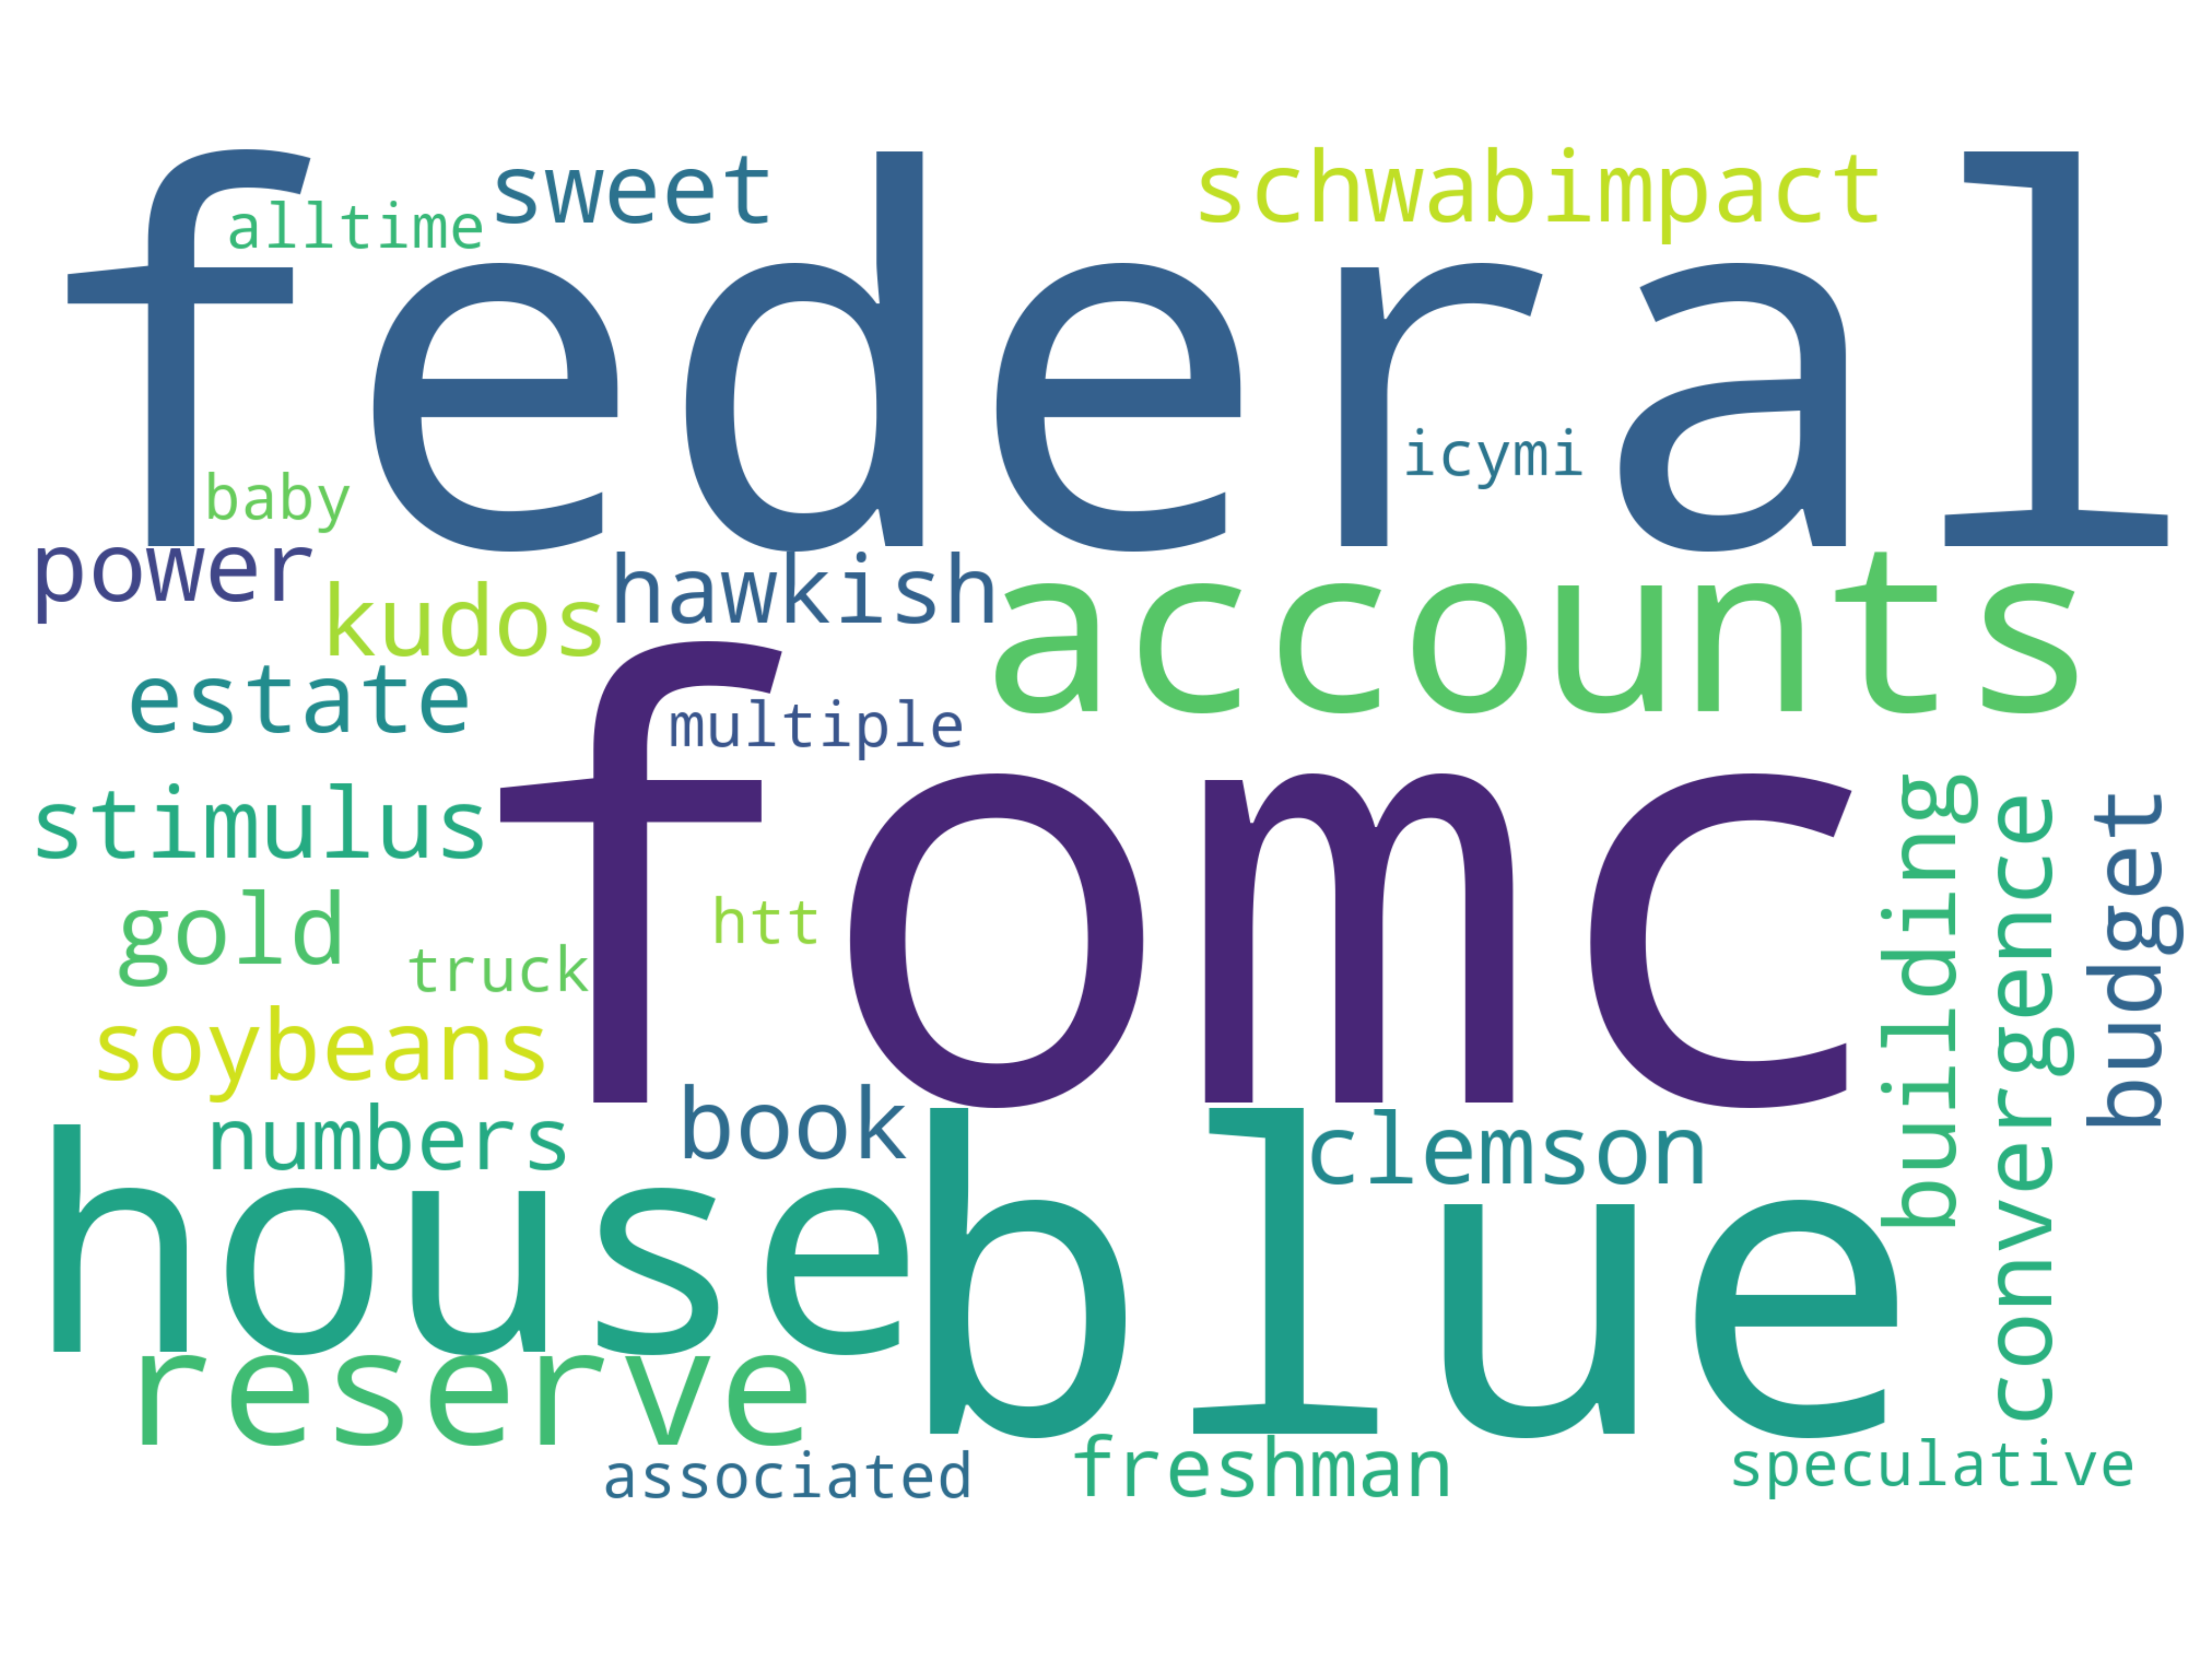 federal
sweet
schwabimpact
alltime
icymi
baby
power
hawkish
accounts
kudos
estate
multiple
fomc
stimulus
gold
htt
truck
soybeans
building
convergence
budget
numbers
book
clemson
house
blue
reserve
associated
freshman
speculative